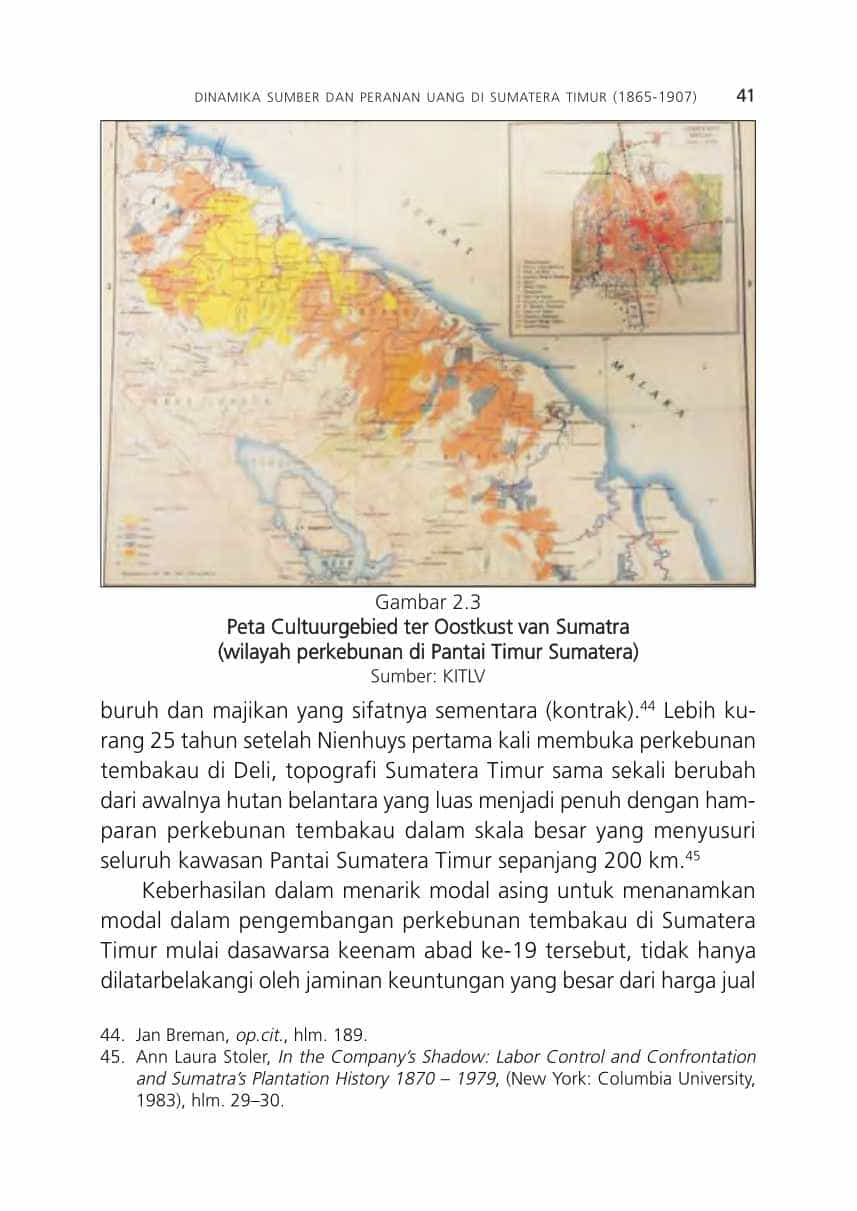 DINAMIKA SUMBER DAN PERANAN UANG DI SUMATERA TIMUR (1865-1907) 41
STRAAT
MALAKA
Gambar 2.3
Peta Cultuurgebied ter Oostkust van Sumatra
(wilayah perkebunan di Pantai Timur Sumatera)
Sumber: KITLV
buruh dan majikan yang sifatnya sementara (kontrak).44 Lebih ku-
rang 25 tahun setelah Nienhuys pertama kali membuka perkebunan
tembakau di Deli, topografi Sumatera Timur sama sekali berubah
dari awalnya hutan belantara yang luas menjadi penuh dengan ham-
paran perkebunan tembakau dalam skala besar yang menyusuri
seluruh kawasan Pantai Sumatera Timur sepanjang 200 km.45
Keberhasilan dalam menarik modal asing untuk menanamkan
modal dalam pengembangan perkebunan tembakau di Sumatera
Timur mulai dasawarsa keenam abad ke-19 tersebut, tidak hanya
dilatarbelakangi oleh jaminan keuntungan yang besar dari harga jual
44. Jan Breman, op.cit., hlm. 189.
45. Ann Laura Stoler, In the Company’s Shadow: Labor Control and Confrontation
and Sumatra’s Plantation History 1870 – 1979, (New York: Columbia University,
1983), hlm. 29–30.